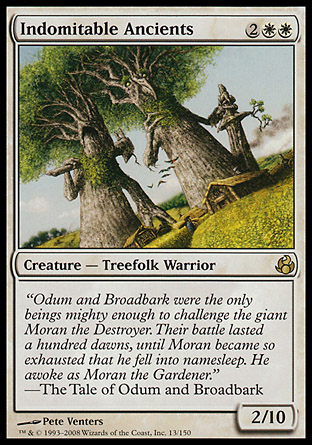 Indomitable Ancients 2
Creature — Treefolk Warrior
“Odum and Broadbark were the only
beings mighty enough to challenge the giant
Moran the Destroyer. Their battle lasted
a hundred dawns, until Moran became so
exhausted that he fell into namesleep. He
awoke as Moran the Gardener.”
—The Tale of Odum and Broadbark
Pete Venters
™ & © 1993–2008 Wizards of the Coast, Inc. 13/150
2/10